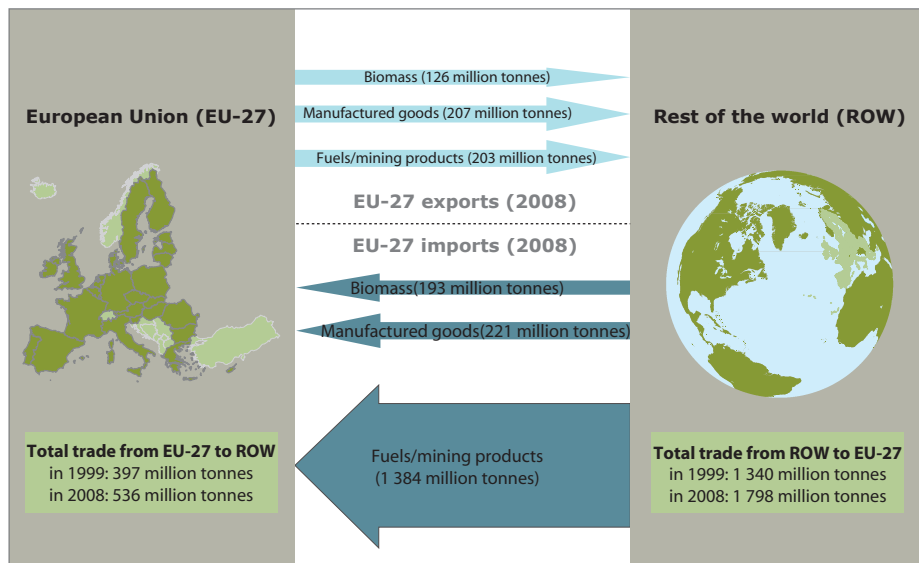 European Union (EU-27)
Biomass (126 million tonnes)
Manufactured goods (207 million tonnes)
Fuels/mining products (203 million tonnes)
EU-27 exports (2008)
EU-27 imports (2008)
Biomass(193 million tonnes)
Manufactured goods(221 million tonnes)
Fuels/mining products
(1 384 million tonnes)
Rest of the world (ROW)
Total trade from EU-27 to ROW
in 1999: 397 million tonnes
in 2008: 536 million tonnes
Total trade from ROW to EU-27
in 1999: 1 340 million tonnes
in 2008: 1 798 million tonnes